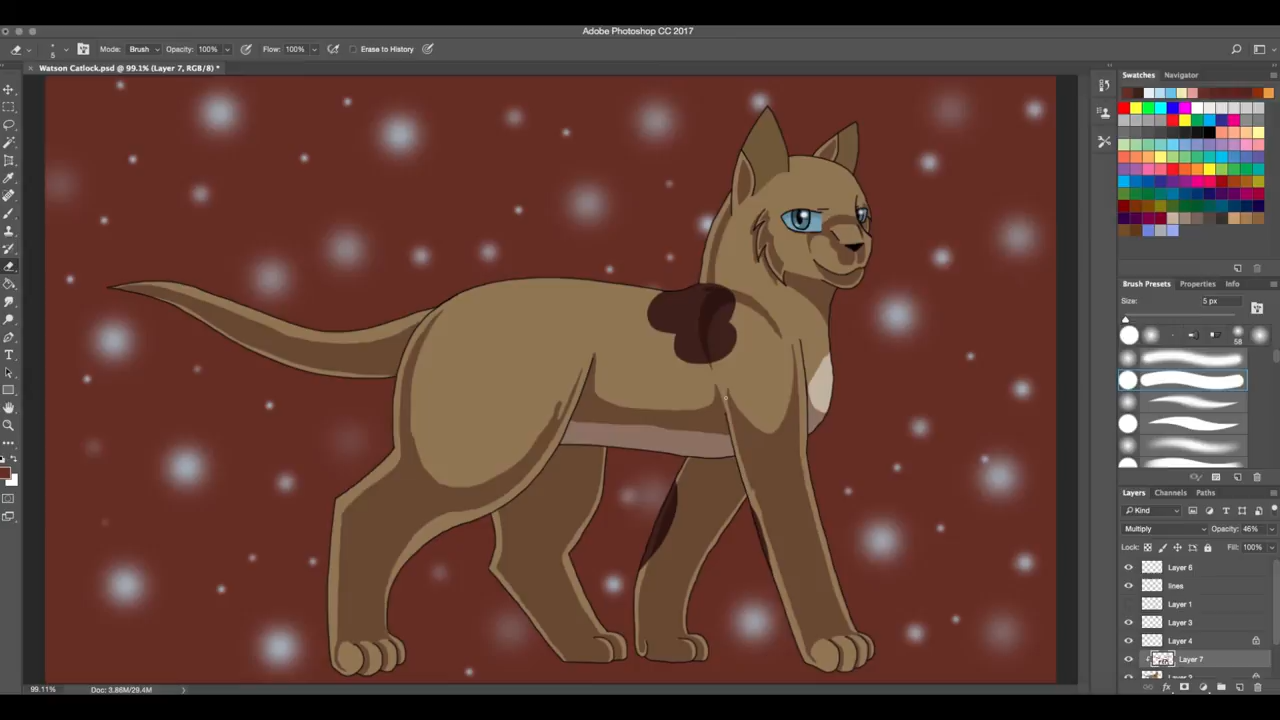 Adobe Photoshop CC 2017
5 Mode: Brush Opacity: 100% Flow: 100% Erase to History
Watson Catlock.psd @ 99.1% (Layer 7, RGB/8) *
Swatches Navigator
Brush Presets Properties Info
Size: 5 px
58
Layers Channels Paths
Kind
Multiply Opacity: 46%
Lock: Fill: 100%
Layer 6
lines
Layer 1
Layer 3
Layer 4
Layer 7
99.11% Doc: 3.86M/29.4M